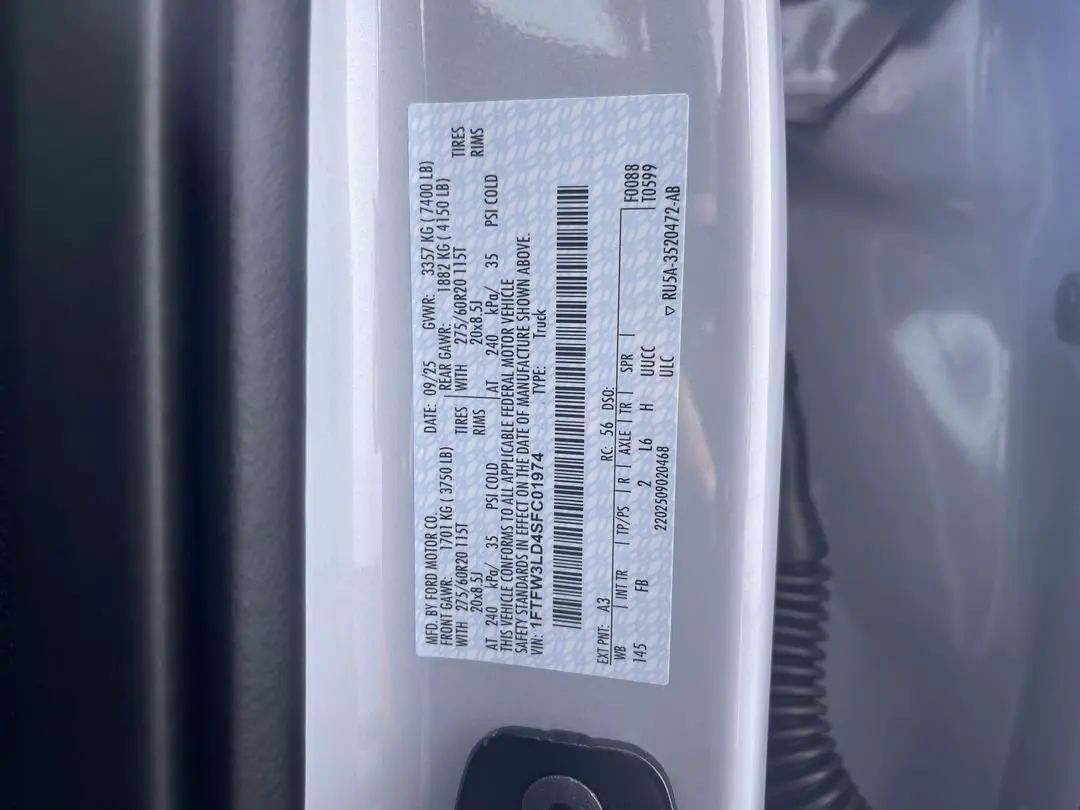 MFD. BY FORD MOTOR CO. DATE: 09/25 GVWR: 3357 KG ( 7400 LB)
FRONT GAWR: 1701 KG ( 3750 LB) REAR GAWR: 1882 KG ( 4150 LB)
WITH 275/60R20 115T TIRES WITH 275/60R20 115T TIRES
20x8.5J RIMS 20x8.5J RIMS
AT 240 kPa/ 35 PSI COLD AT 240 kPa/ 35 PSI COLD
THIS VEHICLE CONFORMS TO ALL APPLICABLE FEDERAL MOTOR VEHICLE
SAFETY STANDARDS IN EFFECT ON THE DATE OF MANUFACTURE SHOWN ABOVE.
VIN: 1FTFW3LD4SFC01974 TYPE: Truck
EXT PNT: A3 RC: 56 DSO: F0088
WB INT TR TP/PS R AXLE TR SPR T0599
145 FB 2 L6 H UUCC
ULC
2202509020468 ▽ RU5A-3520472-AB